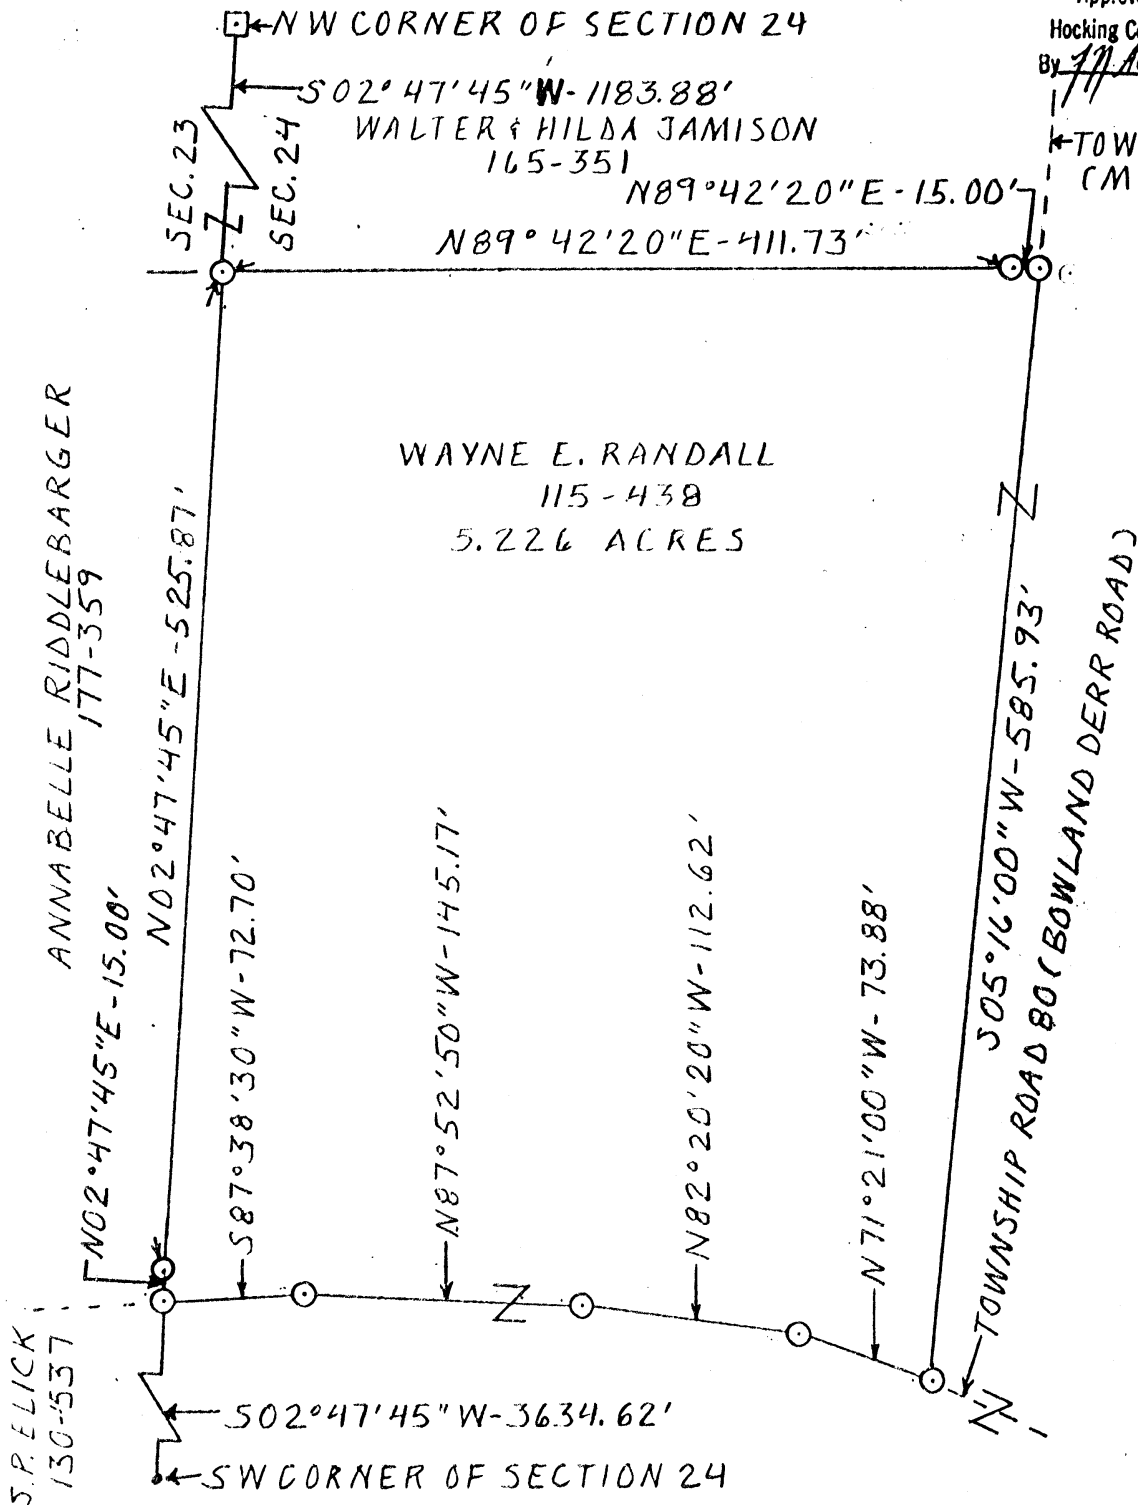 NW CORNER OF SECTION 24
Hocking
By
S02°47'45"W-1183.88'
WALTER & HILDA JAMISON
165-351
SEC. 23
SEC. 24
N89°42'20"E-15.00'
N89°42'20"E-411.73'
WAYNE E. RANDALL
115-438
5.226 ACRES
ANNABELLE RIDDLEBARGER
177-359
N02°47'45"E-525.87'
N02°47'45"E-15.00'
S87°38'30"W-72.70'
N87°52'50"W-145.17'
N82°20'20"W-112.62'
N71°21'00"W-73.88'
S05°16'00"W-585.93'
TOWNSHIP ROAD 80 (BOWLAND DERR ROAD)
S.P. ELICK
130-537
S02°47'45"W-3634.62'
SW CORNER OF SECTION 24